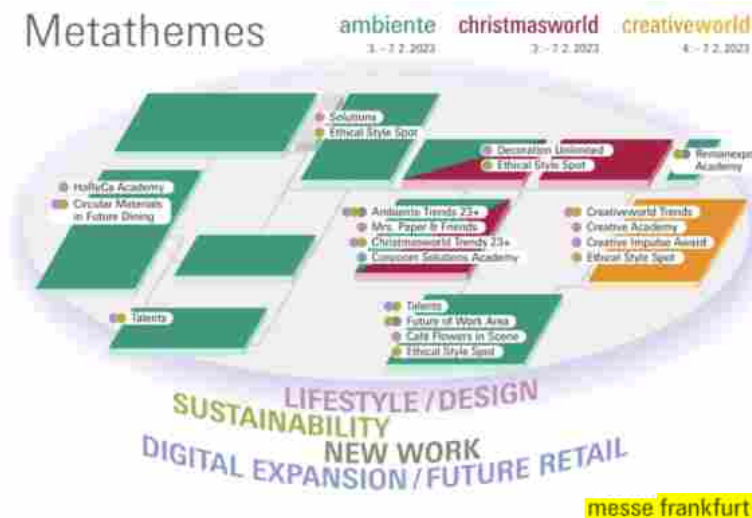 Metathemes
ambiente christmasworld creativeworld
3. – 7. 2. 2023 3. – 7. 2. 2023 4. – 7. 2. 2023
Solutions
Ethical Style Spot
Decoration Unlimited
Ethical Style Spot
Remanexpo
Academy
HoReCa Academy
Circular Materials
in Future Dining
Ambiente Trends 23+
Mrs. Paper & Friends
Christmasworld Trends 23+
Conzoom Solutions Academy
Creativeworld Trends
Creative Academy
Creative Impulse Award
Ethical Style Spot
Talents
Talents
Future of Work Area
Café Flowers in Scene
Ethical Style Spot
LIFESTYLE / DESIGN
SUSTAINABILITY
NEW WORK
DIGITAL EXPANSION / FUTURE RETAIL
messe frankfurt